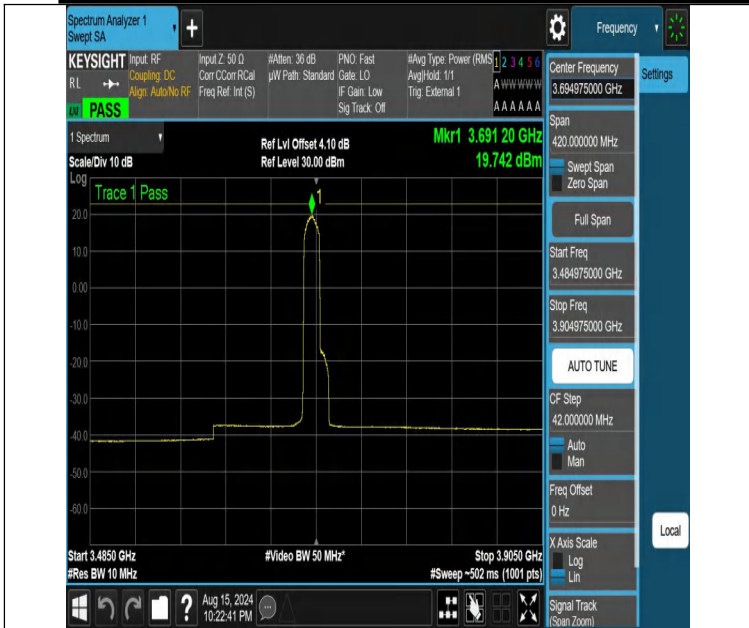 Spectrum Analyzer 1
Swept SA
Frequency
KEYSIGHT
RL
PASS
Input: RF
Coupling: DC
Align: Auto/No RF
Input Z: 50 Ω
Corr CCorr RCal
Freq Ref: Int (S)
#Atten: 36 dB
µW Path: Standard
PNO: Fast
Gate: LO
IF Gain: Low
Sig Track: Off
#Avg Type: Power (RMS
Avg|Hold: 1/1
Trig: External 1
1 2 3 4 5 6
A W W W W W
A A A A A A
1 Spectrum
Scale/Div 10 dB
Log
Ref Lvl Offset 4.10 dB
Ref Level 30.00 dBm
Mkr1 3.691 20 GHz
19.742 dBm
Trace 1 Pass
1
20.0
10.0
0.00
-10.0
-20.0
-30.0
-40.0
-50.0
-60.0
Start 3.4850 GHz
#Res BW 10 MHz
#Video BW 50 MHz*
Stop 3.9050 GHz
#Sweep ~502 ms (1001 pts)
Center Frequency
3.694975000 GHz
Settings
Span
420.000000 MHz
Swept Span
Zero Span
Full Span
Start Freq
3.484975000 GHz
Stop Freq
3.904975000 GHz
AUTO TUNE
CF Step
42.000000 MHz
Auto
Man
Freq Offset
0 Hz
X Axis Scale
Log
Lin
Local
Signal Track
(Span Zoom)
?
Aug 15, 2024
10:22:41 PM